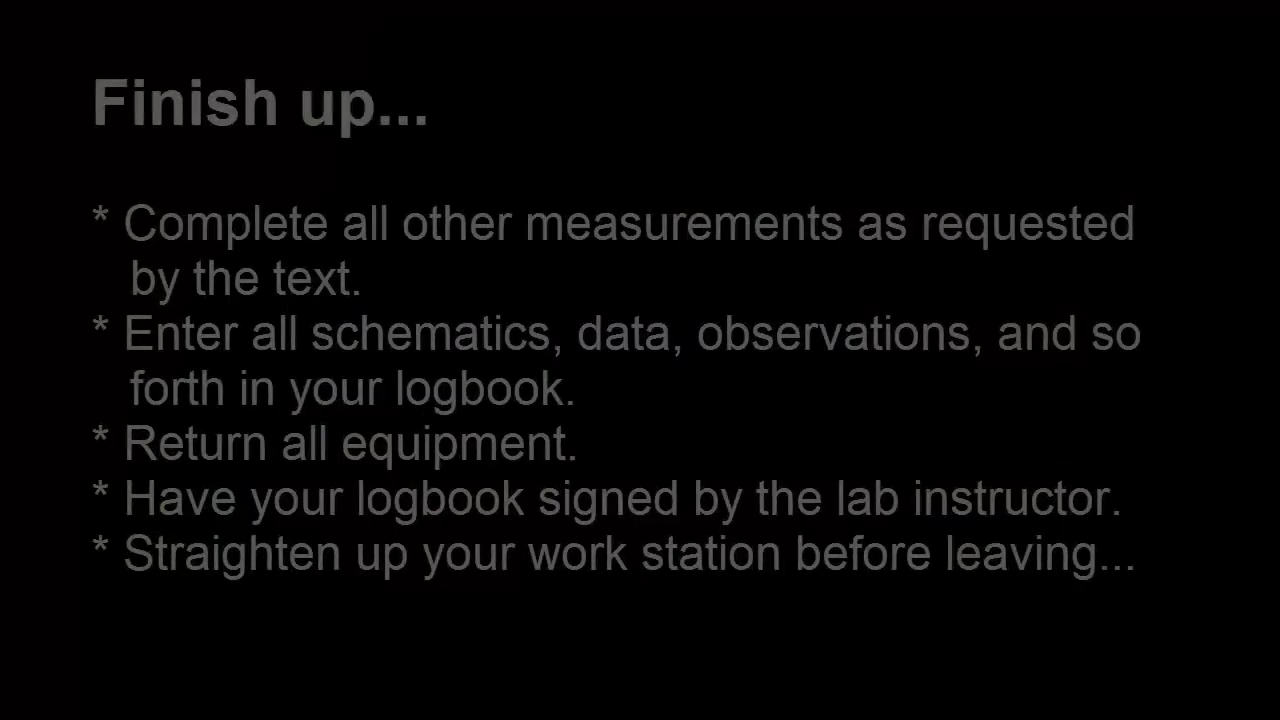 Finish up...
* Complete all other measurements as requested
by the text.
* Enter all schematics, data, observations, and so
forth in your logbook.
* Return all equipment.
* Have your logbook signed by the lab instructor.
* Straighten up your work station before leaving...